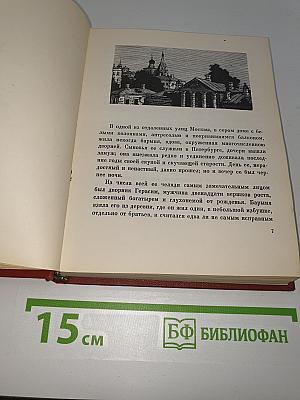 В одной из отдаленных улиц Москвы, в сером доме с бе-
лыми колоннами, антресолью и покривившимся балконом,
жила некогда барыня, вдова, окруженная многочисленною
дворней. Сыновья ее служили в Петербурге, дочери вышли
замуж; она выезжала редко и уединенно доживала послед-
ние годы своей скупой и скучающей старости. День ее, нера-
достный и ненастный, давно прошел; но и вечер ее был чер-
нее ночи.
Из числа всей ее челяди самым замечательным лицом
был дворник Герасим, мужчина двенадцати вершков роста,
сложенный богатырем и глухонемой от рожденья. Барыня
взяла его из деревни, где он жил один, в небольшой избушке,
отдельно от братьев, и считался едва ли не самым исправным
7
15 см
БФ БИБЛИОФАН